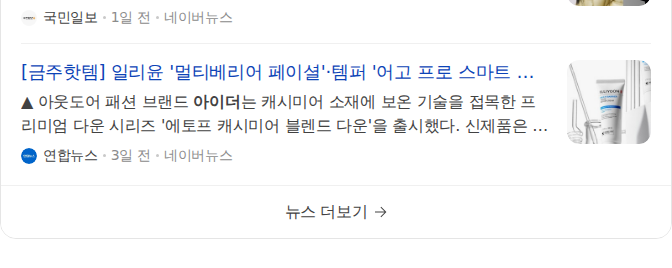 국민일보 · 1일 전 · 네이버뉴스
[금주핫템] 일리윤 '멀티베리어 페이셜'·템퍼 '어고 프로 스마트 ...
▲ 아웃도어 패션 브랜드 아이더는 캐시미어 소재에 보온 기술을 접목한 프
리미엄 다운 시리즈 '에토프 캐시미어 블렌드 다운'을 출시했다. 신제품은 ...
연합뉴스 · 3일 전 · 네이버뉴스
뉴스 더보기 →